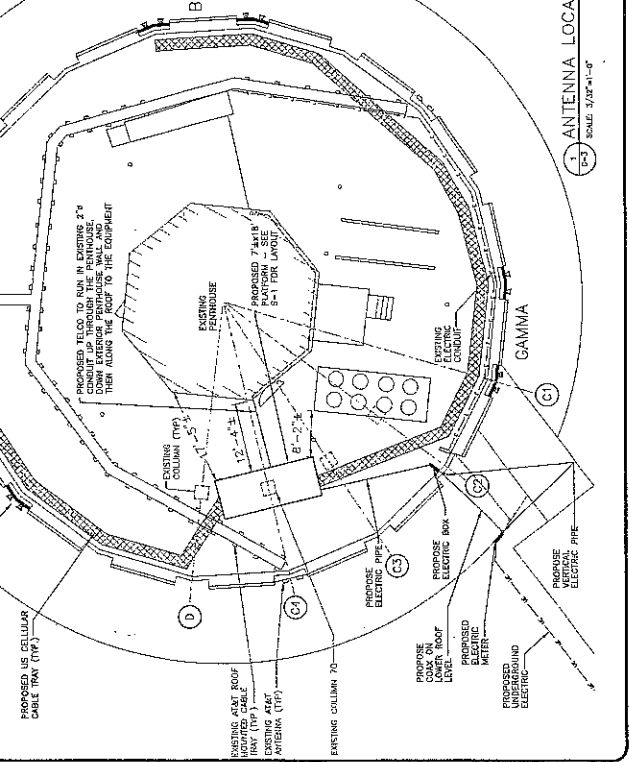 B
PROPOSED US CELLULAR
CABLE TRAY (TYP.)
PROPOSED TELCO TO RUN IN EXISTING 2"ø
CONDUIT UP THROUGH THE PENTHOUSE,
DOWN EXTERIOR PENTHOUSE WALL AND
THEN ALONG THE ROOF TO THE EQUIPMENT
EXISTING
PENTHOUSE
PROPOSED 7'x18'
PLATFORM - SEE
S-1 FOR LAYOUT
EXISTING
COLUMN (TYP)
12'-4"±
8'-2"±
EXISTING
ELECTRIC
CONDUIT
GAMMA
D
C4
C3
C2
C1
EXISTING AT&T ROOF
MOUNTED CABLE
TRAY (TYP)
EXISTING AT&T
ANTENNA (TYP)
EXISTING COLUMN 70
PROPOSE
ELECTRIC PIPE
PROPOSE
ELECTRIC BOX
PROPOSE
COAX ON
LOWER ROOF
LEVEL
PROPOSED
ELECTRIC
METER
PROPOSED
UNDERGROUND
ELECTRIC
PROPOSE
VERTICAL
ELECTRIC PIPE
1
D-3
ANTENNA LOCA
SCALE: 3/32"=1'-0"